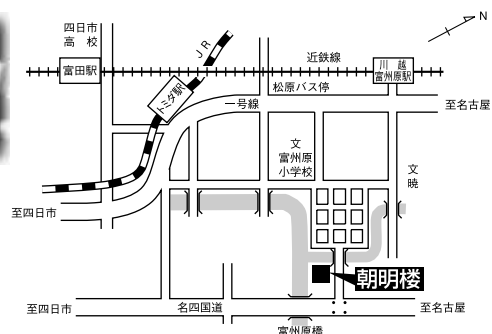 N
四日市
高校
JR
近鉄線
富田駅
川越
富州原駅
トミダ駅
松原バス停
一号線
至名古屋
文
富州原
小学校
文
暁
至四日市
朝明楼
至四日市
名四国道
至名古屋
富州原橋